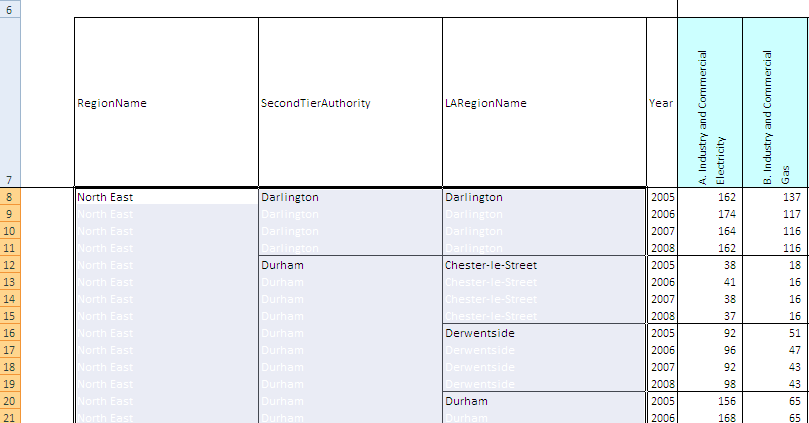 6
7 RegionName SecondTierAuthority LARegionName Year A. Industry and Commercial Electricity B. Industry and Commercial Gas
8 North East Darlington Darlington 2005 162 137
9 North East Darlington Darlington 2006 174 117
10 North East Darlington Darlington 2007 164 116
11 North East Darlington Darlington 2008 162 116
12 North East Durham Chester-le-Street 2005 38 18
13 North East Durham Chester-le-Street 2006 41 16
14 North East Durham Chester-le-Street 2007 38 16
15 North East Durham Chester-le-Street 2008 37 16
16 North East Durham Derwentside 2005 92 51
17 North East Durham Derwentside 2006 96 47
18 North East Durham Derwentside 2007 92 43
19 North East Durham Derwentside 2008 98 43
20 North East Durham Durham 2005 156 65
21 North East Durham Durham 2006 168 65